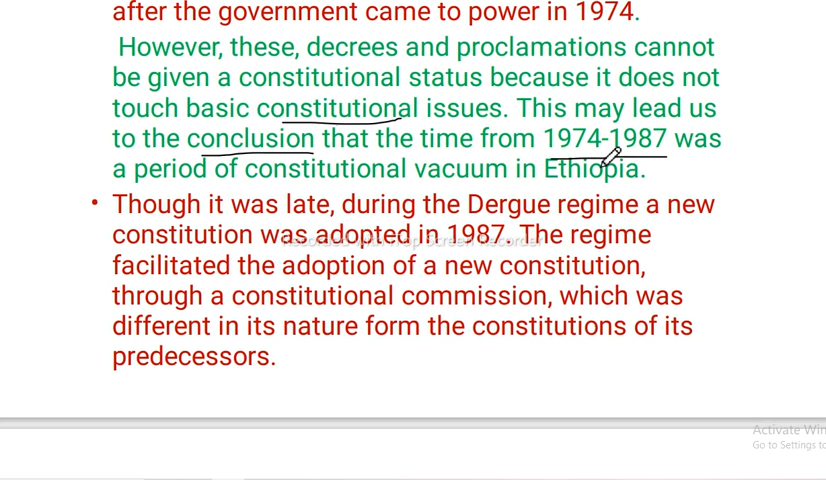 after the government came to power in 1974.
However, these, decrees and proclamations cannot
be given a constitutional status because it does not
touch basic constitutional issues. This may lead us
to the conclusion that the time from 1974-1987 was
a period of constitutional vacuum in Ethiopia.
• Though it was late, during the Dergue regime a new
constitution was adopted in 1987. The regime
facilitated the adoption of a new constitution,
through a constitutional commission, which was
different in its nature form the constitutions of its
predecessors.
Activate Win
Go to Settings to